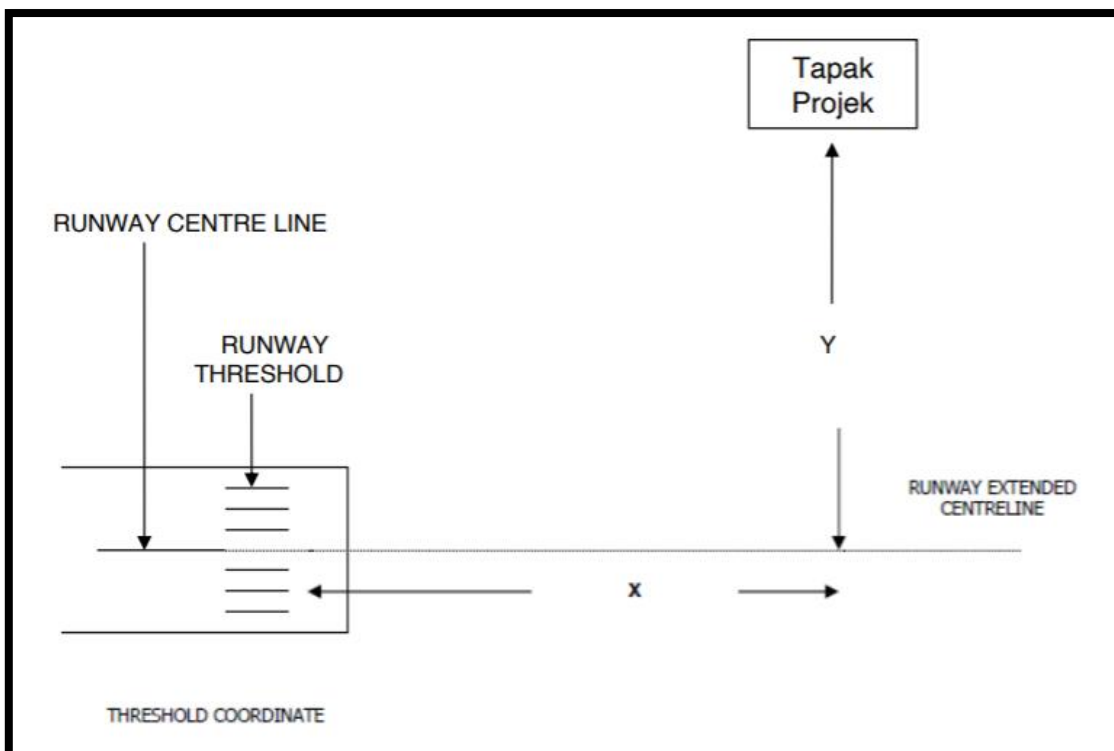 Tapak
Projek
RUNWAY CENTRE LINE
RUNWAY
THRESHOLD
Y
RUNWAY EXTENDED
CENTRELINE
X
THRESHOLD COORDINATE